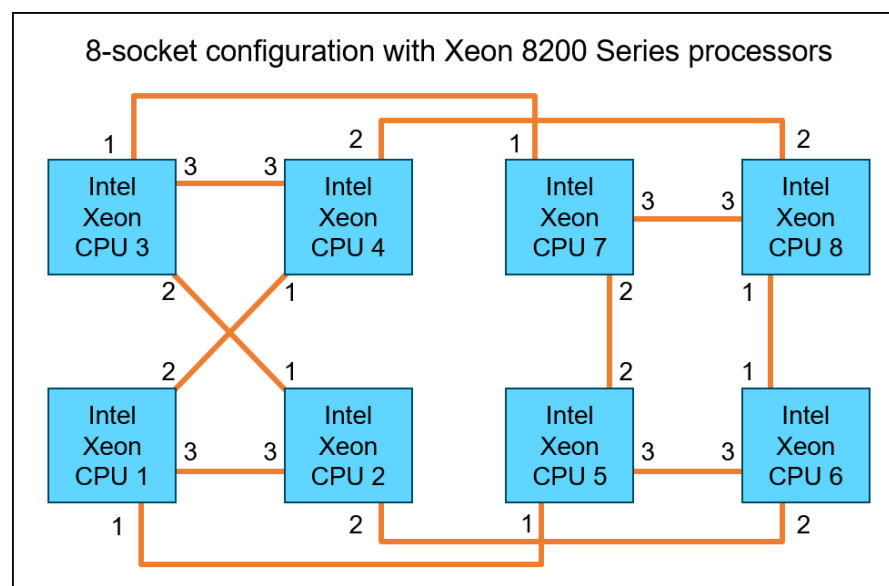 8-socket configuration with Xeon 8200 Series processors
1
2
1
2
Intel
Xeon
CPU 3
3
3
Intel
Xeon
CPU 4
Intel
Xeon
CPU 7
3
3
Intel
Xeon
CPU 8
2
1
2
1
2
1
2
1
Intel
Xeon
CPU 1
3
3
Intel
Xeon
CPU 2
Intel
Xeon
CPU 5
3
3
Intel
Xeon
CPU 6
1
2
1
2